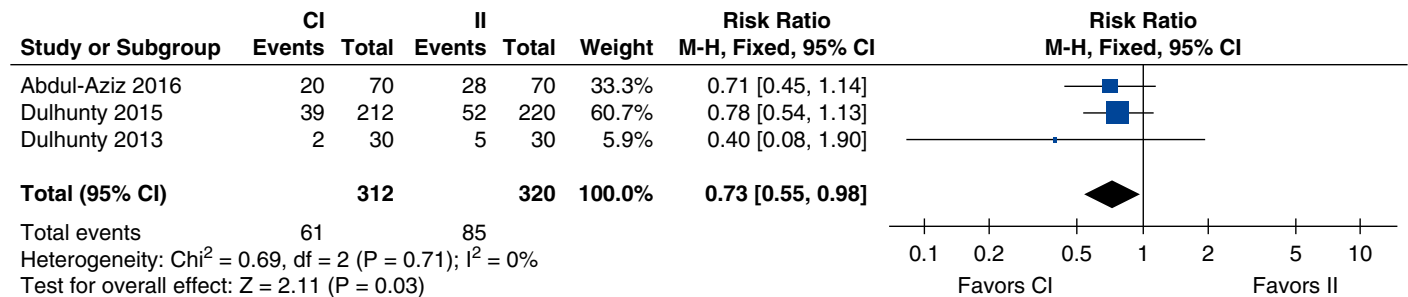 CI II Risk Ratio Risk Ratio
Study or Subgroup Events Total Events Total Weight M-H, Fixed, 95% CI M-H, Fixed, 95% CI
Abdul-Aziz 2016 20 70 28 70 33.3% 0.71 [0.45, 1.14]
Dulhunty 2015 39 212 52 220 60.7% 0.78 [0.54, 1.13]
Dulhunty 2013 2 30 5 30 5.9% 0.40 [0.08, 1.90]
Total (95% CI) 312 320 100.0% 0.73 [0.55, 0.98]
Total events 61 85
Heterogeneity: Chi² = 0.69, df = 2 (P = 0.71); I² = 0%
Test for overall effect: Z = 2.11 (P = 0.03)
0.1 0.2 0.5 1 2 5 10
Favors CI Favors II